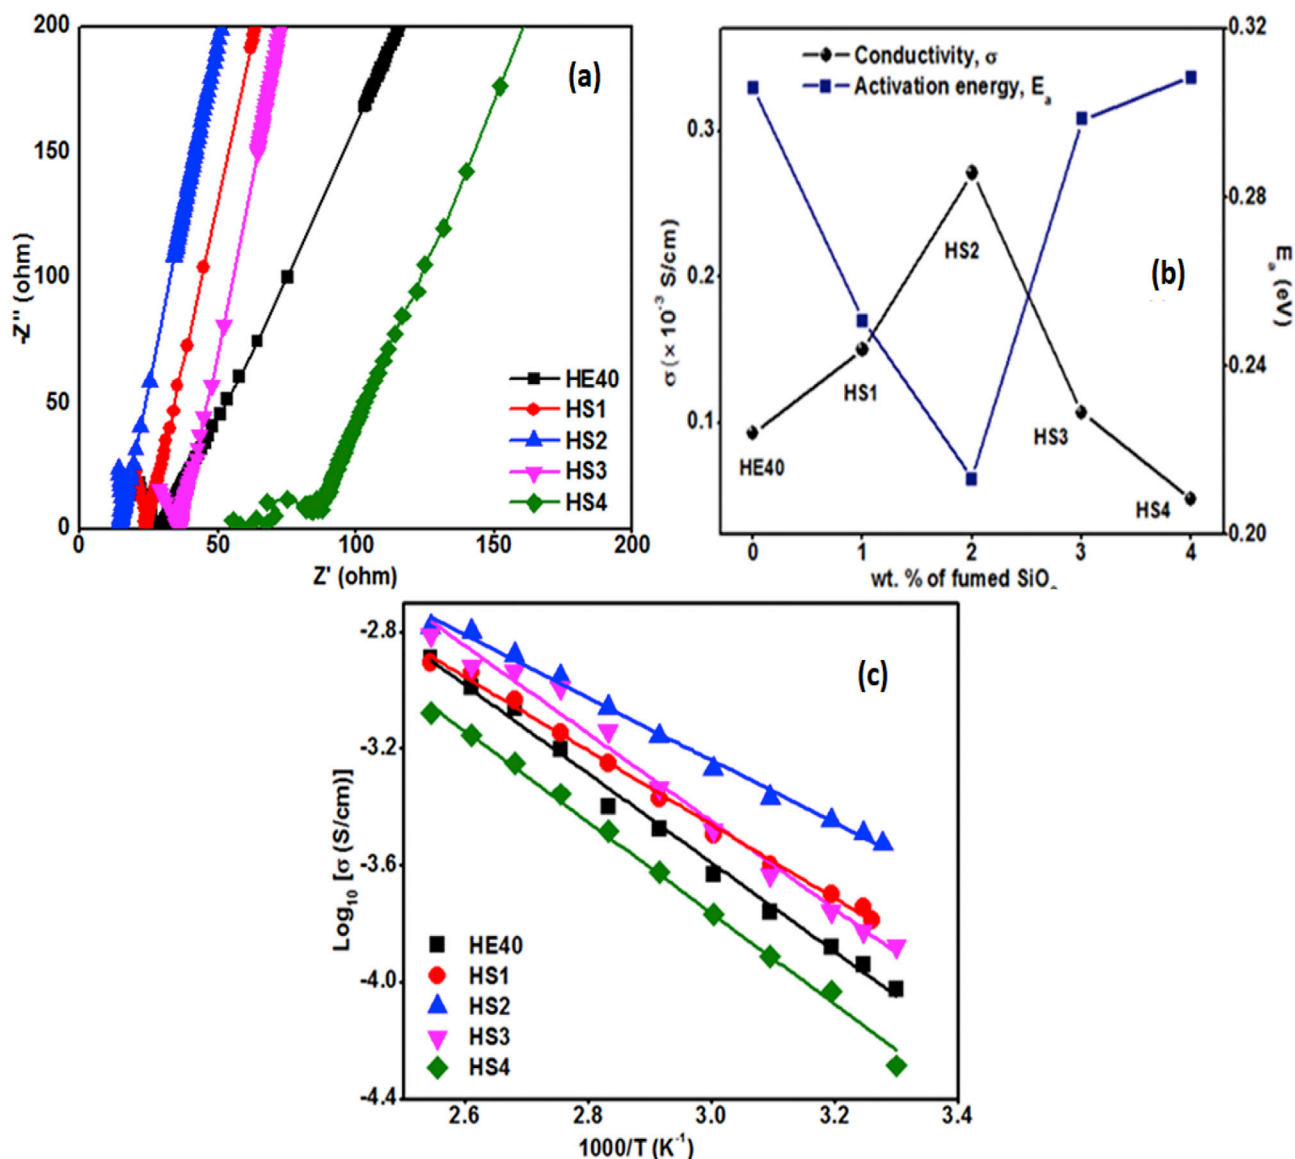 200
150
100
50
0
-Z'' (ohm)
(a)
HE40
HS1
HS2
HS3
HS4
0 50 100 150 200
Z' (ohm)
Conductivity, σ
Activation energy, Eₐ
0.3
0.2
0.1
σ (× 10⁻³ S/cm)
0.32
0.28
0.24
0.20
Eₐ (eV)
(b)
HE40
HS1
HS2
HS3
HS4
0 1 2 3 4
wt. % of fumed SiO
-2.8
-3.2
-3.6
-4.0
-4.4
Log₁₀ [σ (S/cm)]
(c)
HE40
HS1
HS2
HS3
HS4
2.6 2.8 3.0 3.2 3.4
1000/T (K⁻¹)